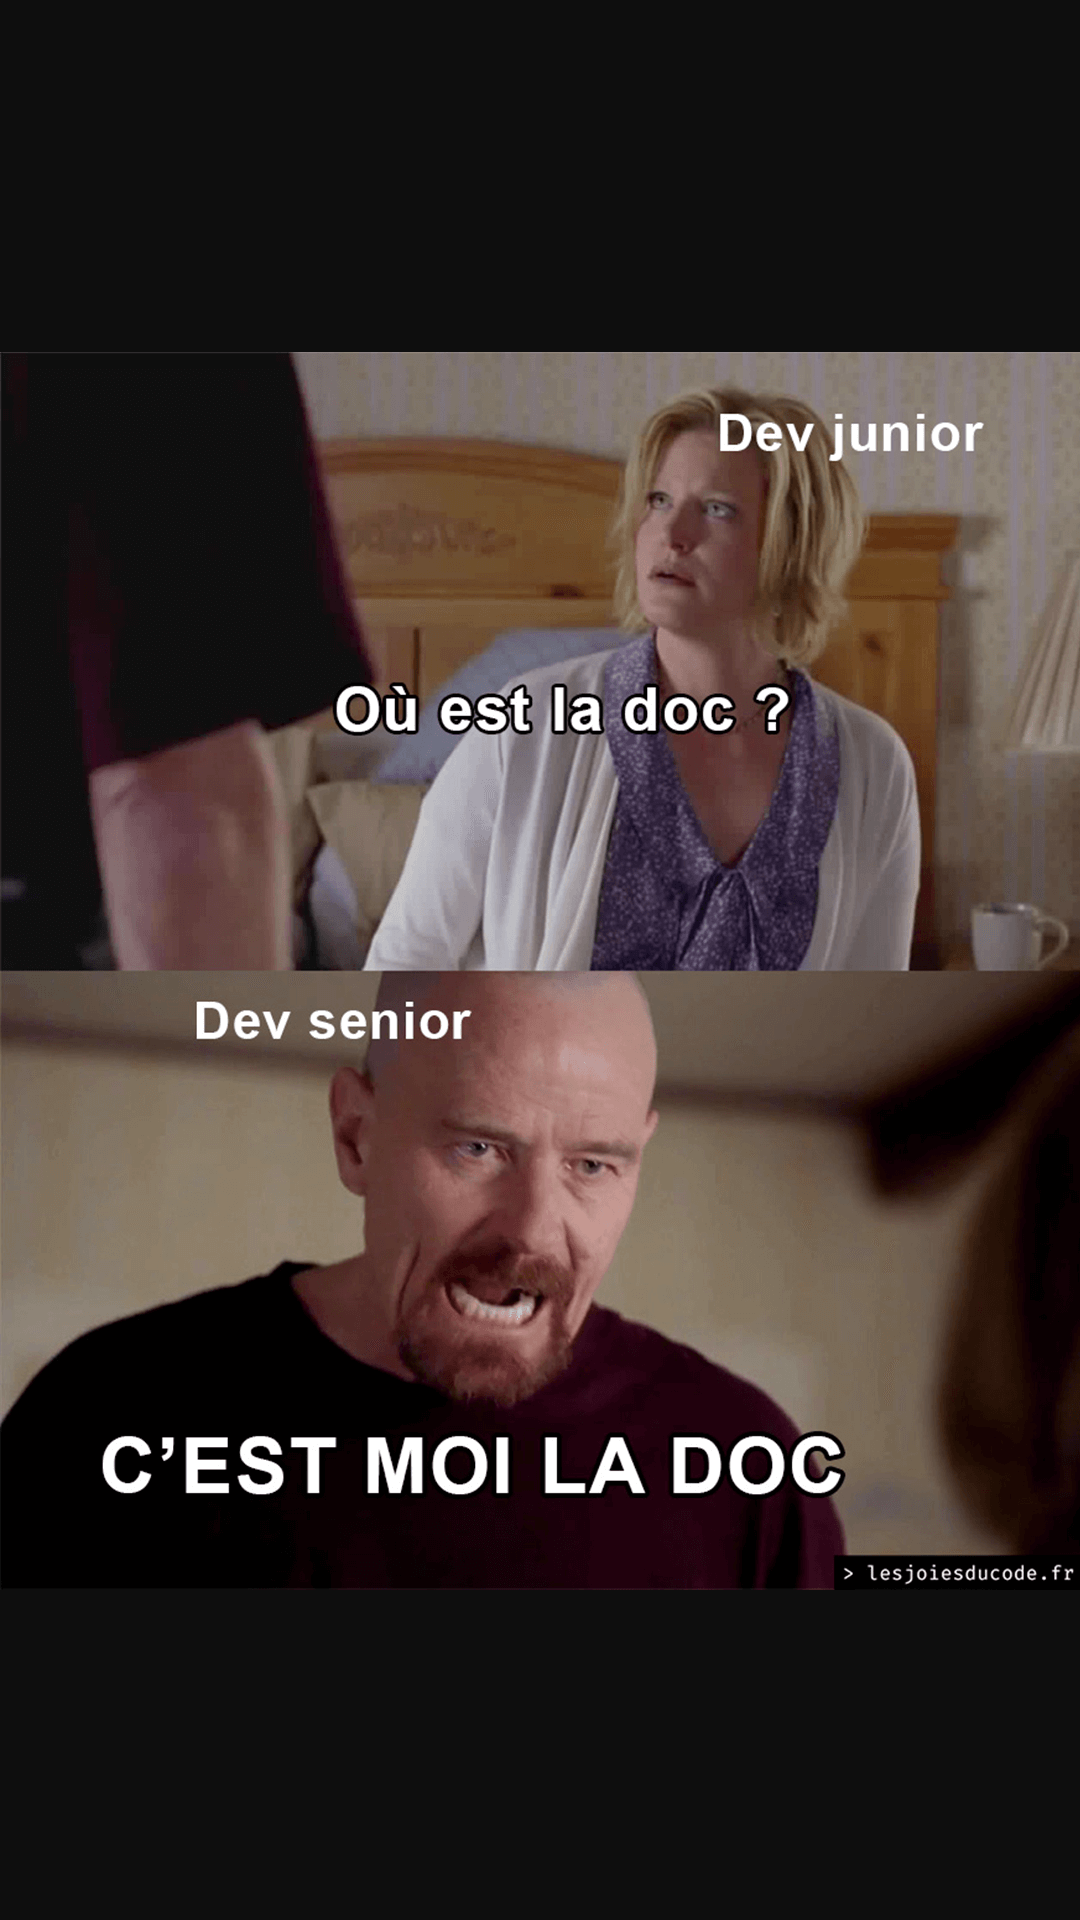 Dev junior
Où est la doc ?
Dev senior
C’EST MOI LA DOC
> lesjoiesducode.fr